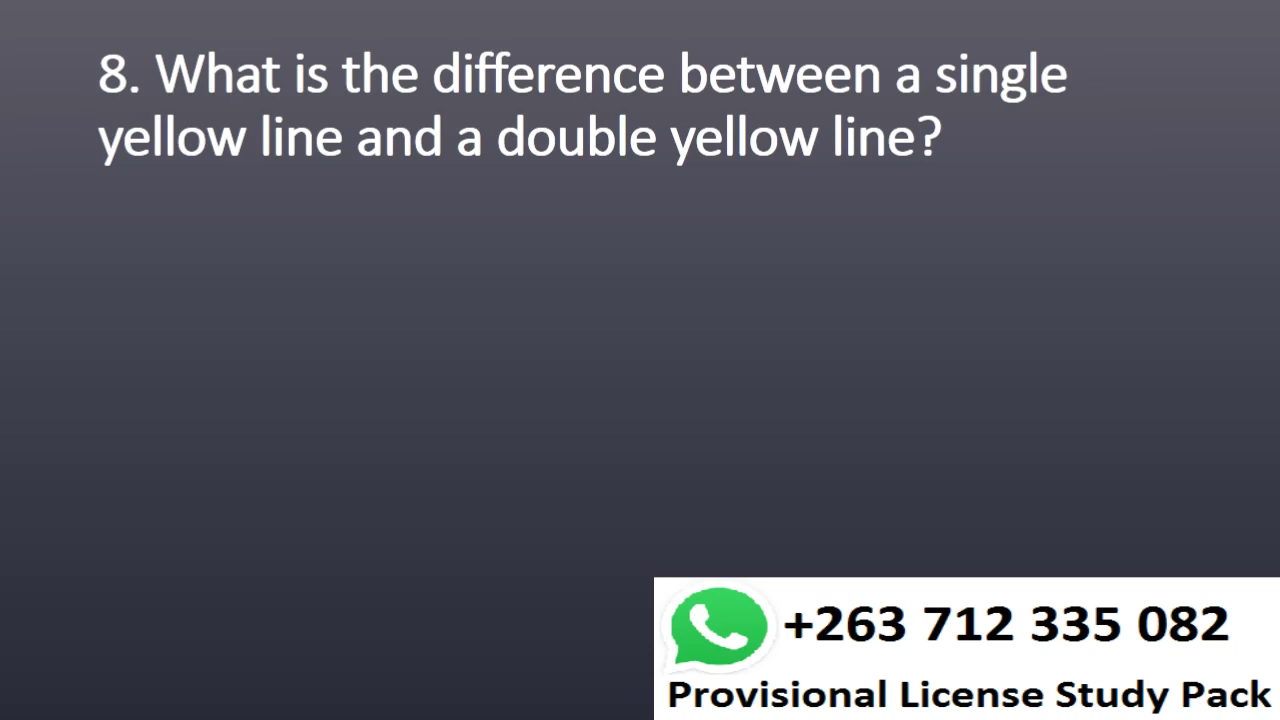 8. What is the difference between a single
yellow line and a double yellow line?
+263 712 335 082
Provisional License Study Pack